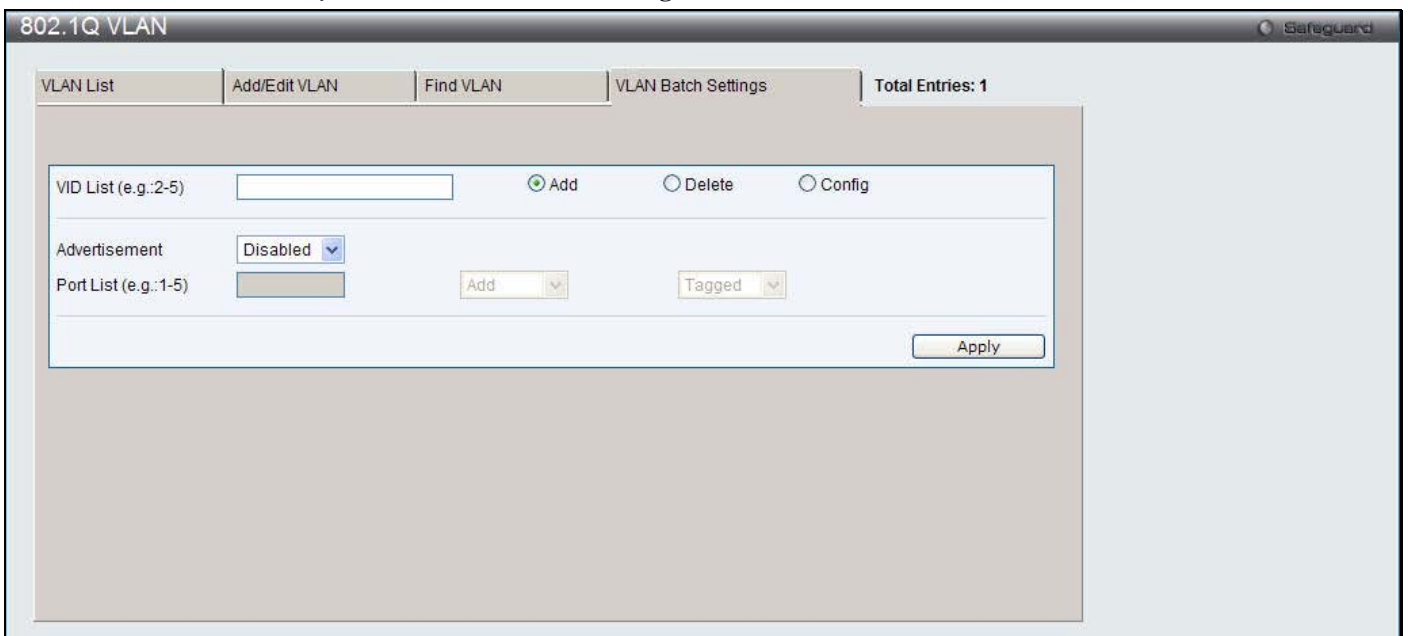 802.1Q VLAN
Safeguard
VLAN List
Add/Edit VLAN
Find VLAN
VLAN Batch Settings
Total Entries: 1
VID List (e.g.:2-5)
Add
Delete
Config
Advertisement
Disabled
Port List (e.g.:1-5)
Add
Tagged
Apply